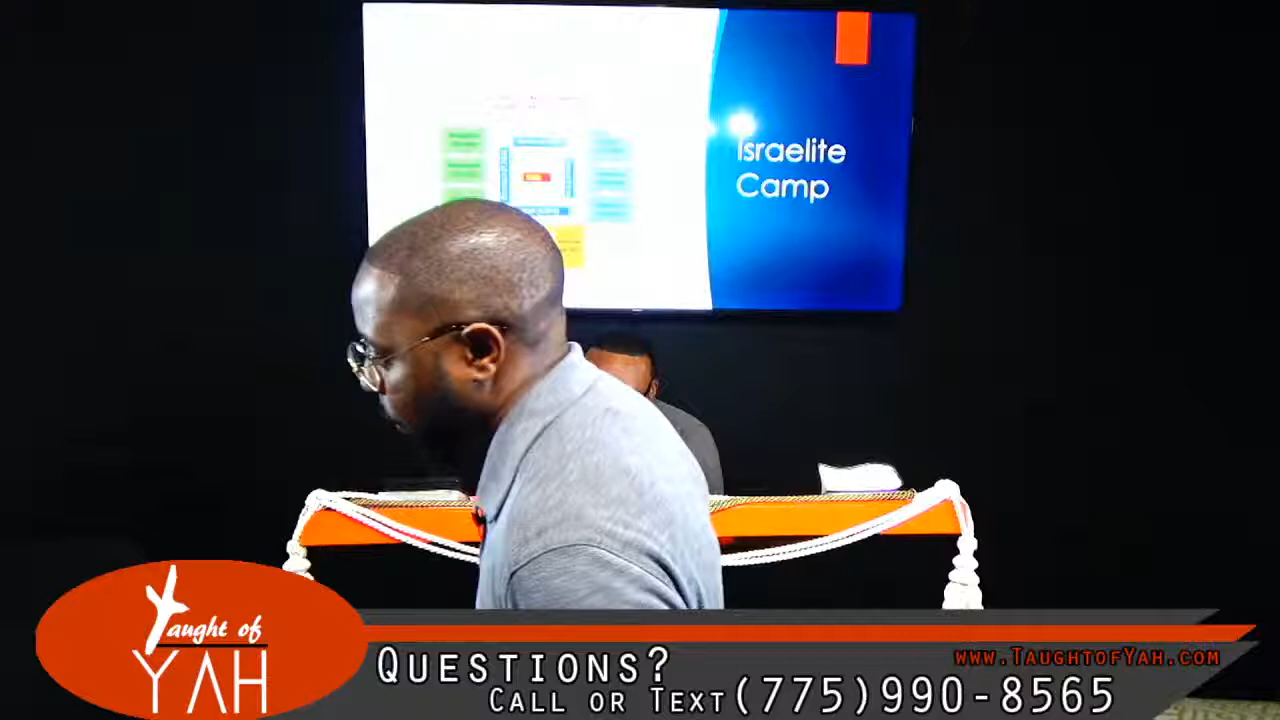 Israelite
Camp
Taught of
YAH
QUESTIONS?
CALL OR TEXT (775)990-8565
WWW.TAUGHTOFYAH.COM